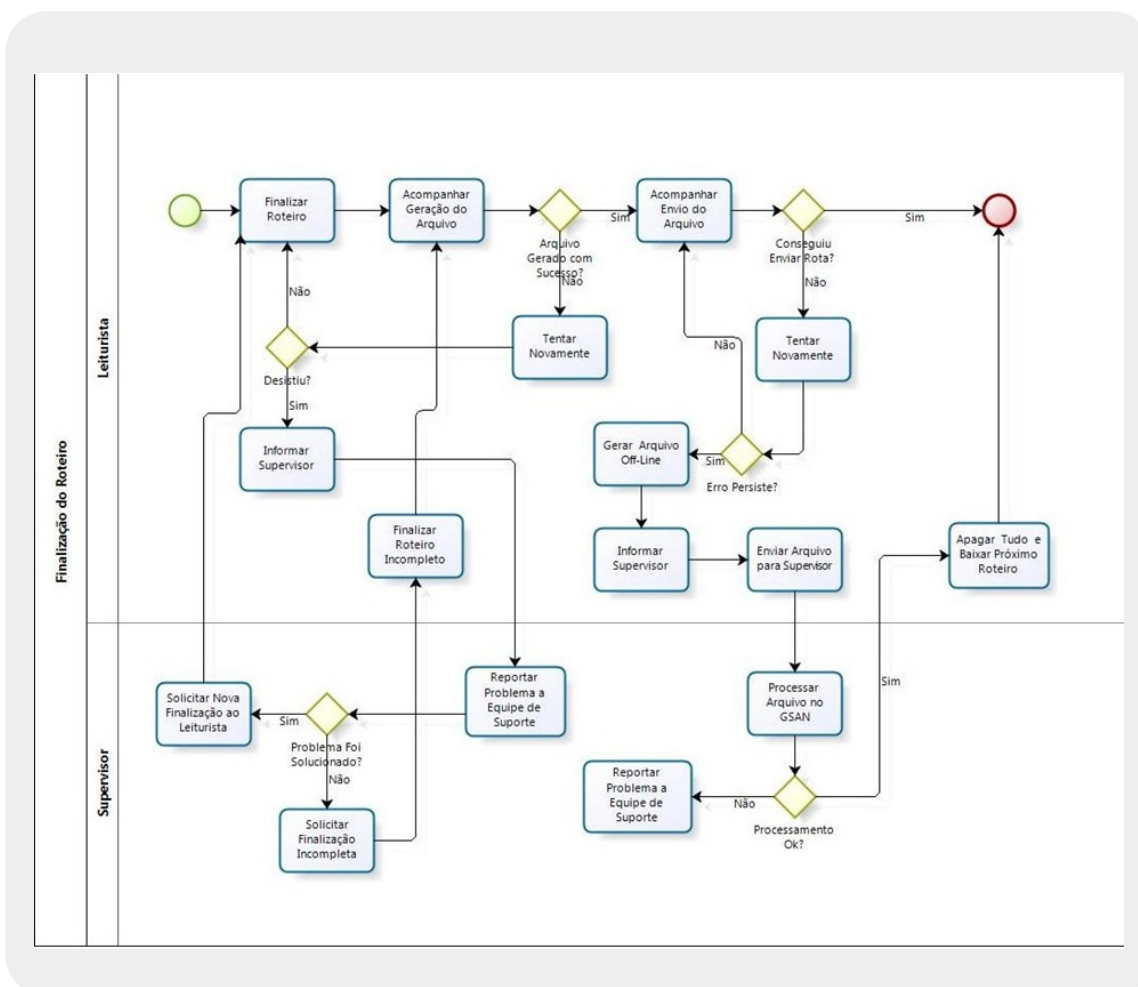 Finalização do Roteiro
Leiturista
Finalizar
Roteiro
Acompanhar
Geração do
Arquivo
Arquivo
Gerado com
Sucesso?
Sim
Não
Acompanhar
Envio do
Arquivo
Conseguiu
Enviar Rota?
Sim
Não
Tentar
Novamente
Tentar
Novamente
Não
Desistiu?
Sim
Não
Informar
Supervisor
Gerar Arquivo
Off-Line
Sim
Erro Persiste?
Finalizar
Roteiro
Incompleto
Informar
Supervisor
Enviar Arquivo
para Supervisor
Apagar Tudo e
Baixar Próximo
Roteiro
Supervisor
Solicitar Nova
Finalização ao
Leiturista
Sim
Problema Foi
Solucionado?
Não
Reportar
Problema a
Equipe de
Suporte
Processar
Arquivo no
GSAN
Sim
Solicitar
Finalização
Incompleta
Reportar
Problema a
Equipe de
Suporte
Não
Processamento
Ok?